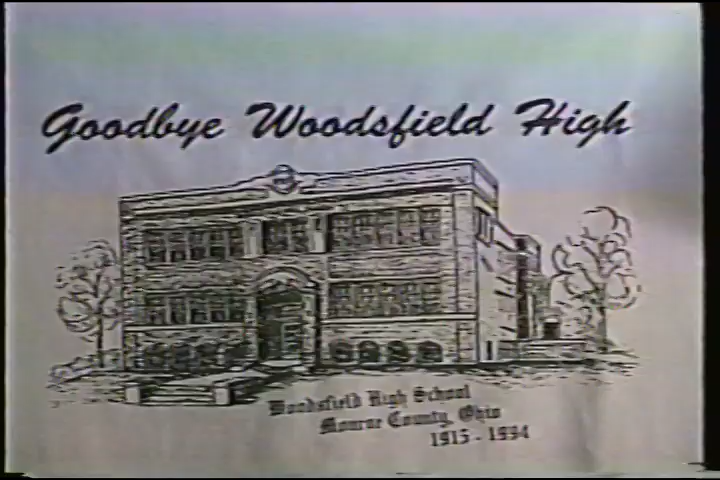 Goodbye Woodsfield High
Woodsfield High School
Monroe County, Ohio
1915 - 1994